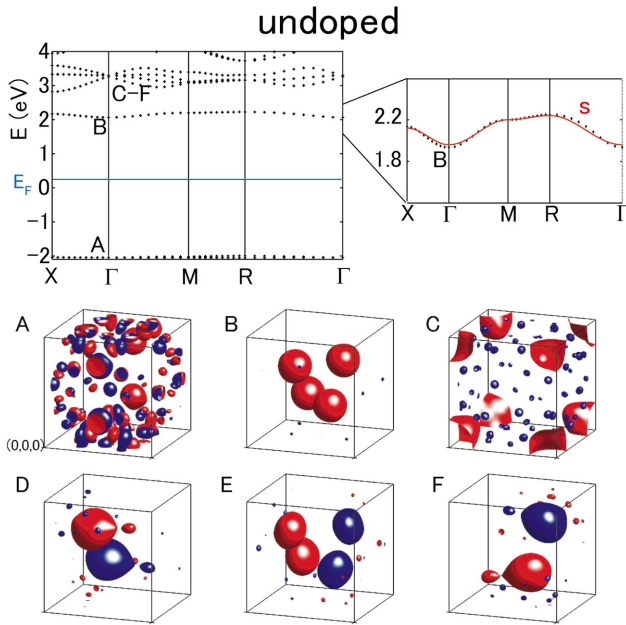 undoped
E (eV)
4
3
2
1
0
−1
−2
E_F
C−F
B
A
X Γ M R Γ
2.2
1.8
s
B
X Γ M R Γ
A B C
(0,0,0)
D E F